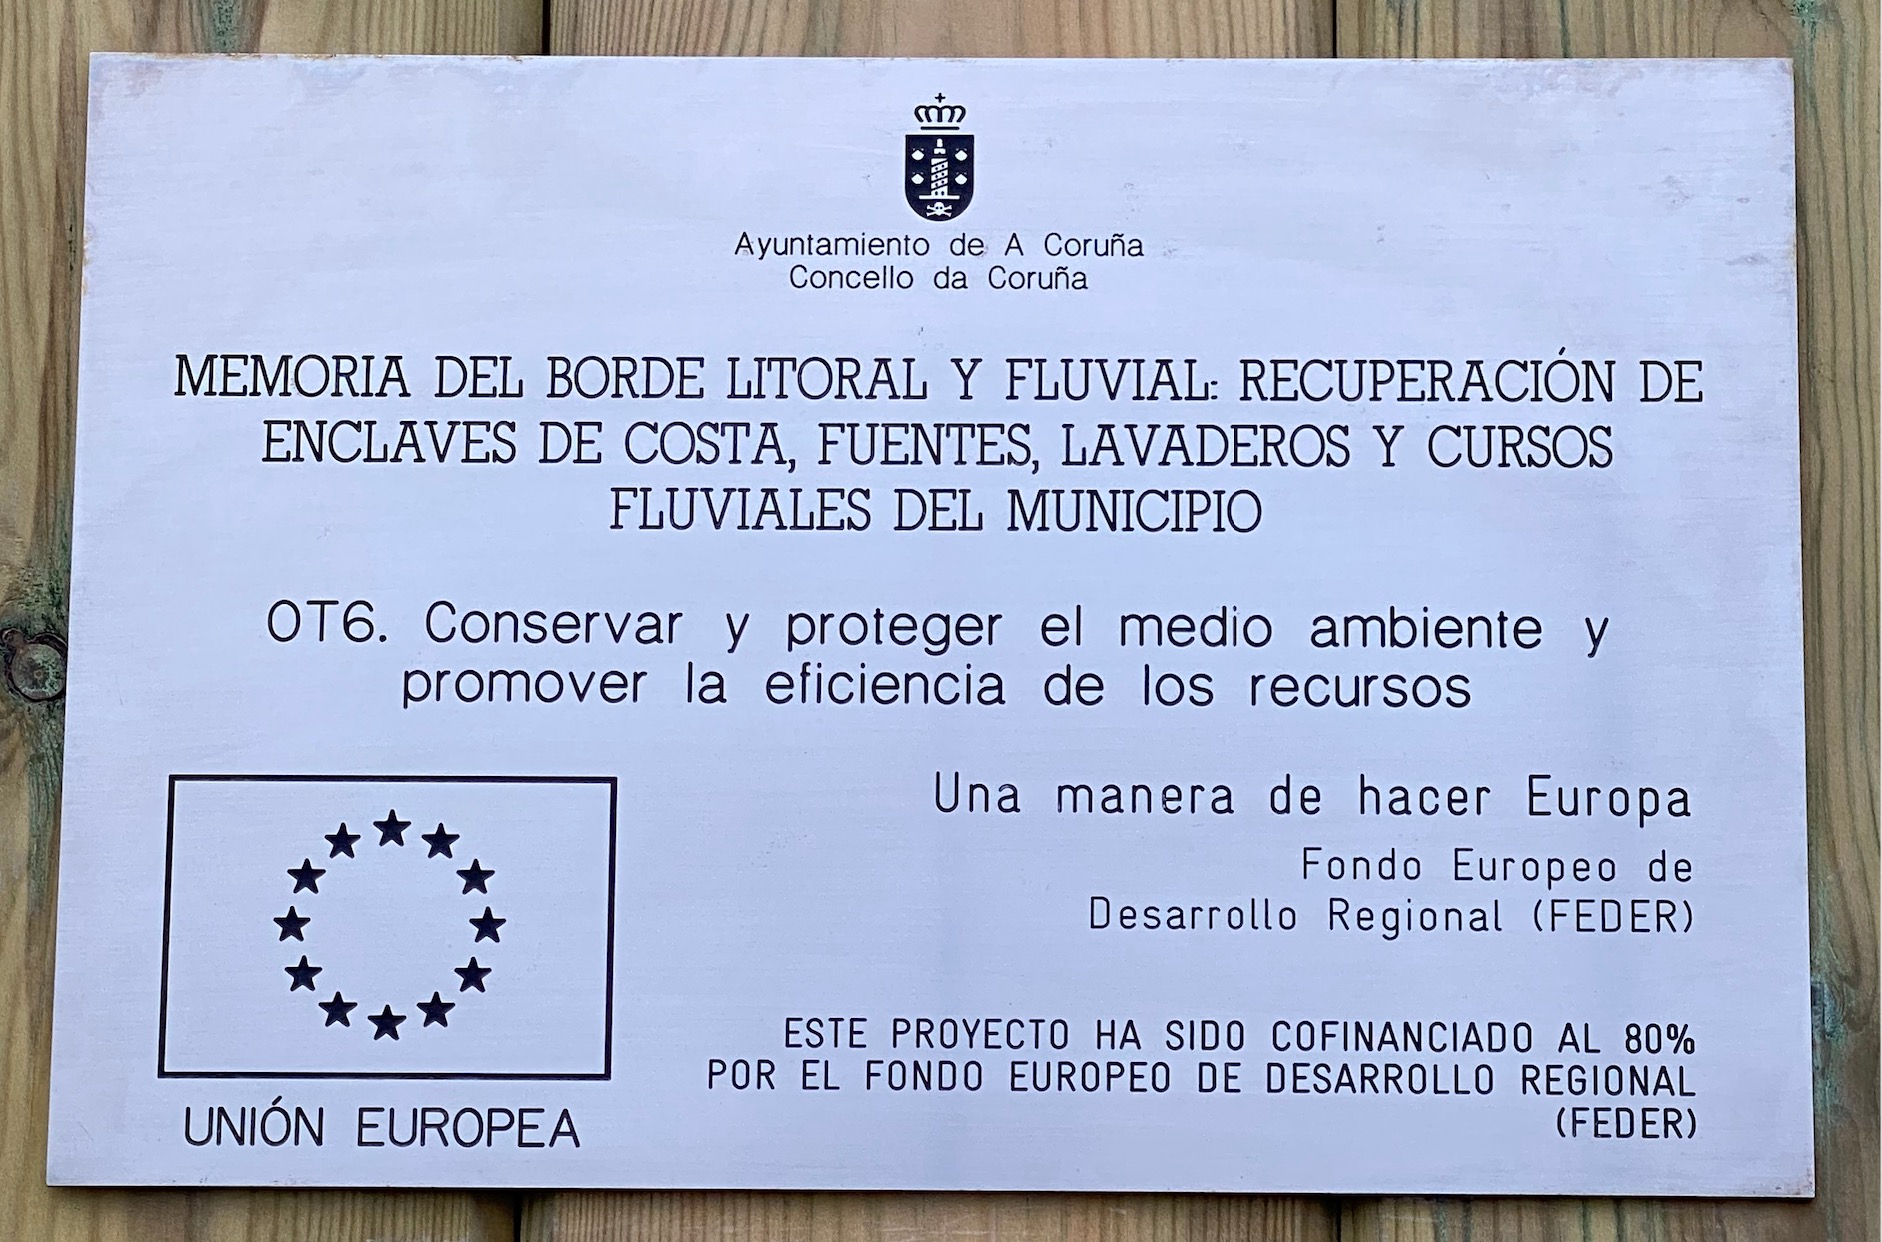 Ayuntamiento de A Coruña
Concello da Coruña
MEMORIA DEL BORDE LITORAL Y FLUVIAL: RECUPERACIÓN DE
ENCLAVES DE COSTA, FUENTES, LAVADEROS Y CURSOS
FLUVIALES DEL MUNICIPIO
OT6. Conservar y proteger el medio ambiente y
promover la eficiencia de los recursos
Una manera de hacer Europa
Fondo Europeo de
Desarrollo Regional (FEDER)
UNIÓN EUROPEA
ESTE PROYECTO HA SIDO COFINANCIADO AL 80%
POR EL FONDO EUROPEO DE DESARROLLO REGIONAL
(FEDER)